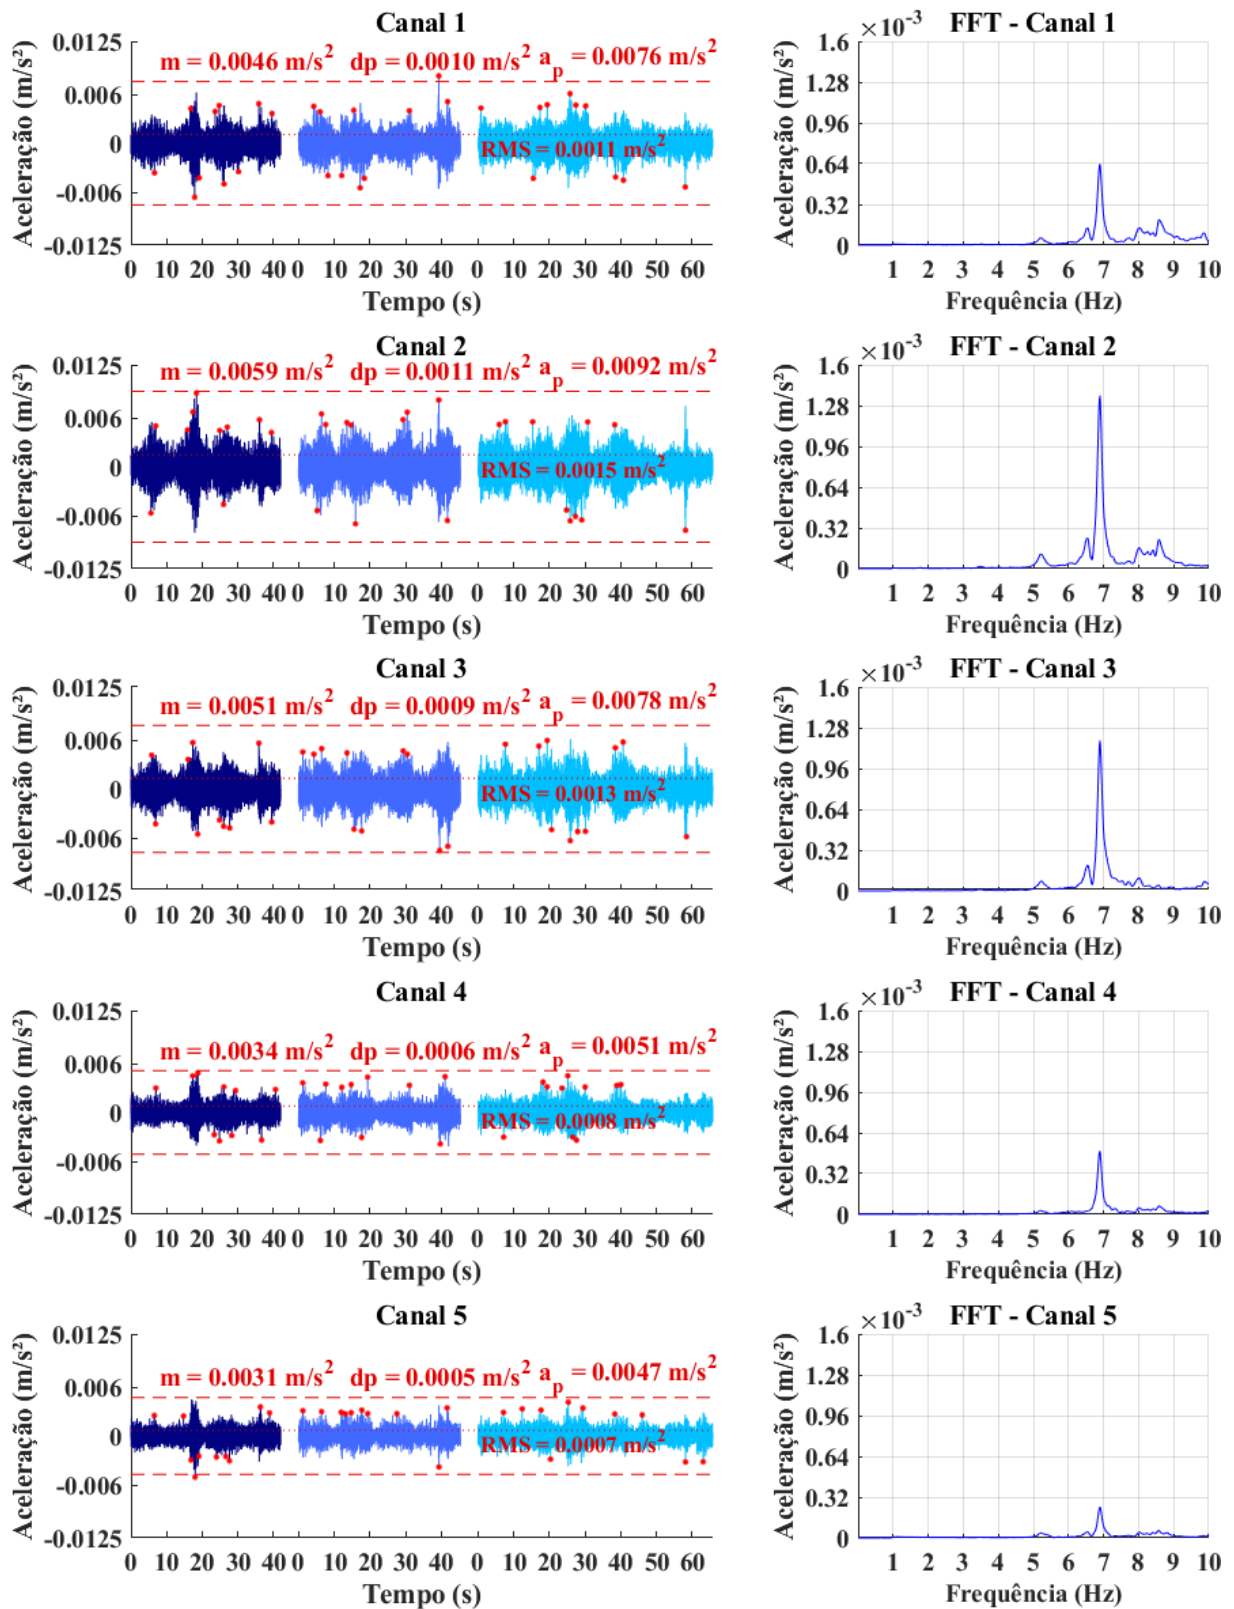 Canal 1
m = 0.0046 m/s² dp = 0.0010 m/s² a_p = 0.0076 m/s²
RMS = 0.0011 m/s²
Aceleração (m/s²)
0.0125
0.006
0
-0.006
-0.0125
0 10 20 30 40 0 10 20 30 40 0 10 20 30 40 50 60
Tempo (s)
FFT - Canal 1
×10⁻³
Aceleração (m/s²)
1.6
1.28
0.96
0.64
0.32
0
1 2 3 4 5 6 7 8 9 10
Frequência (Hz)
Canal 2
m = 0.0059 m/s² dp = 0.0011 m/s² a_p = 0.0092 m/s²
RMS = 0.0015 m/s²
Aceleração (m/s²)
0.0125
0.006
0
-0.006
-0.0125
0 10 20 30 40 0 10 20 30 40 0 10 20 30 40 50 60
Tempo (s)
FFT - Canal 2
×10⁻³
Aceleração (m/s²)
1.6
1.28
0.96
0.64
0.32
0
1 2 3 4 5 6 7 8 9 10
Frequência (Hz)
Canal 3
m = 0.0051 m/s² dp = 0.0009 m/s² a_p = 0.0078 m/s²
RMS = 0.0013 m/s²
Aceleração (m/s²)
0.0125
0.006
0
-0.006
-0.0125
0 10 20 30 40 0 10 20 30 40 0 10 20 30 40 50 60
Tempo (s)
FFT - Canal 3
×10⁻³
Aceleração (m/s²)
1.6
1.28
0.96
0.64
0.32
0
1 2 3 4 5 6 7 8 9 10
Frequência (Hz)
Canal 4
m = 0.0034 m/s² dp = 0.0006 m/s² a_p = 0.0051 m/s²
RMS = 0.0008 m/s²
Aceleração (m/s²)
0.0125
0.006
0
-0.006
-0.0125
0 10 20 30 40 0 10 20 30 40 0 10 20 30 40 50 60
Tempo (s)
FFT - Canal 4
×10⁻³
Aceleração (m/s²)
1.6
1.28
0.96
0.64
0.32
0
1 2 3 4 5 6 7 8 9 10
Frequência (Hz)
Canal 5
m = 0.0031 m/s² dp = 0.0005 m/s² a_p = 0.0047 m/s²
RMS = 0.0007 m/s²
Aceleração (m/s²)
0.0125
0.006
0
-0.006
-0.0125
0 10 20 30 40 0 10 20 30 40 0 10 20 30 40 50 60
Tempo (s)
FFT - Canal 5
×10⁻³
Aceleração (m/s²)
1.6
1.28
0.96
0.64
0.32
0
1 2 3 4 5 6 7 8 9 10
Frequência (Hz)